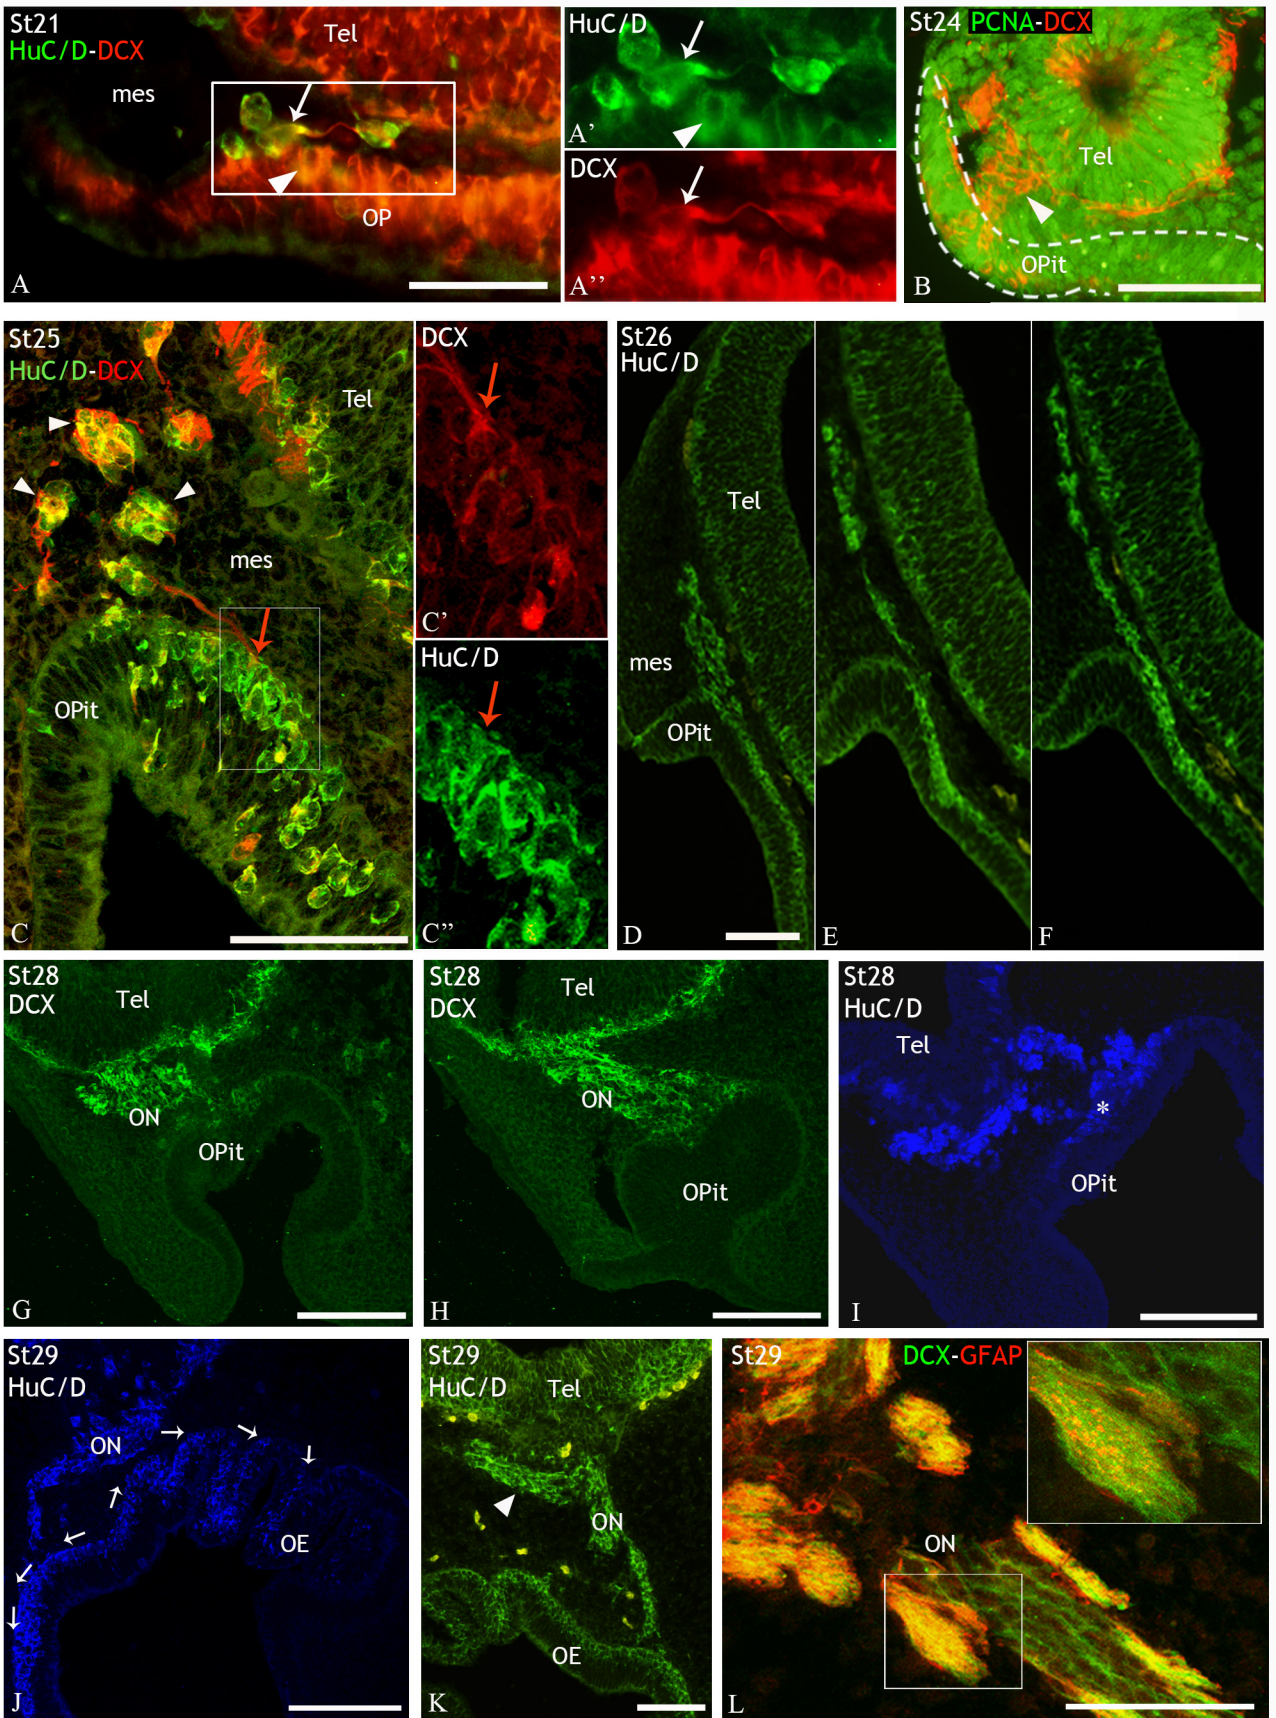 St21
HuC/D-DCX
Tel
mes
OP
A
HuC/D
A’
DCX
A’’
St24 PCNA-DCX
Tel
OPit
B
St25
HuC/D-DCX
Tel
mes
OPit
C
DCX
C’
HuC/D
C’’
St26
HuC/D
Tel
mes
OPit
D
E
F
St28
DCX
Tel
ON
OPit
G
St28
DCX
Tel
ON
OPit
H
St28
HuC/D
Tel
*
OPit
I
St29
HuC/D
ON
OE
J
St29
HuC/D
Tel
ON
OE
K
St29 DCX-GFAP
ON
L